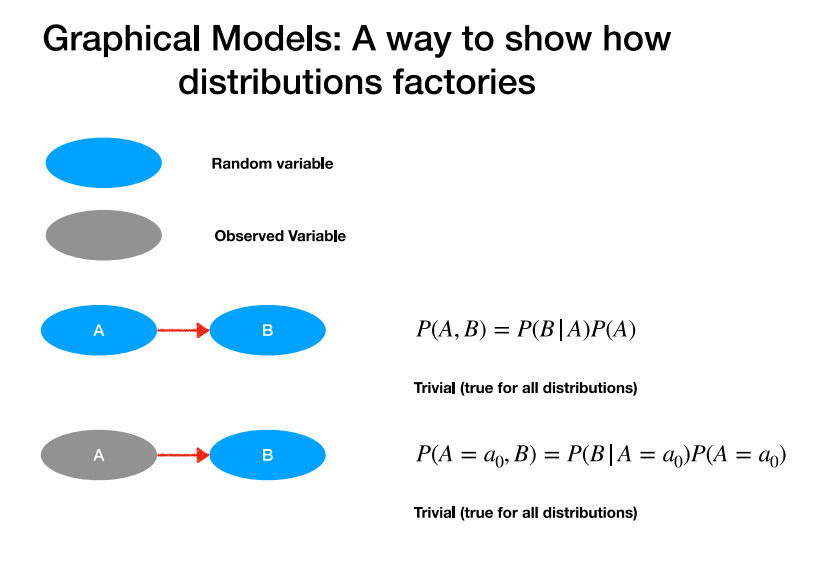 Graphical Models: A way to show how
distributions factories
Random variable
Observed Variable
A
B
P(A, B) = P(B | A)P(A)
Trivial (true for all distributions)
A
B
P(A = a₀, B) = P(B | A = a₀)P(A = a₀)
Trivial (true for all distributions)